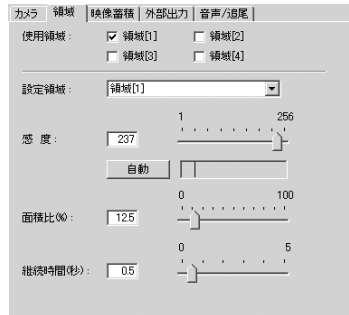 カメラ 領域 映像蓄積 外部出力 音声/追尾
使用領域： 領域[1] 領域[2]
領域[3] 領域[4]
設定領域： 領域[1]
1 256
感 度： 237
自動
0 100
面積比(%)： 12.5
0 5
継続時間(秒)： 0.5